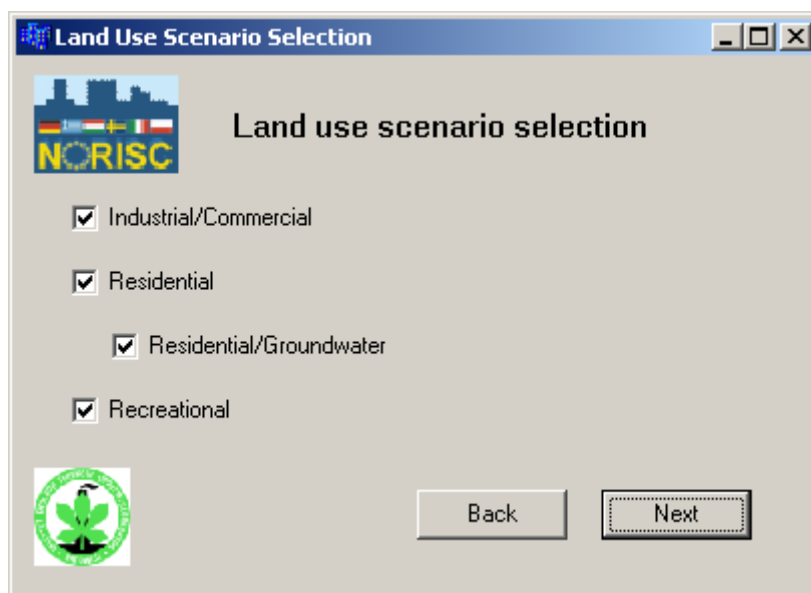 Land Use Scenario Selection
NORISC
Land use scenario selection
Industrial/Commercial
Residential
Residential/Groundwater
Recreational
Back
Next